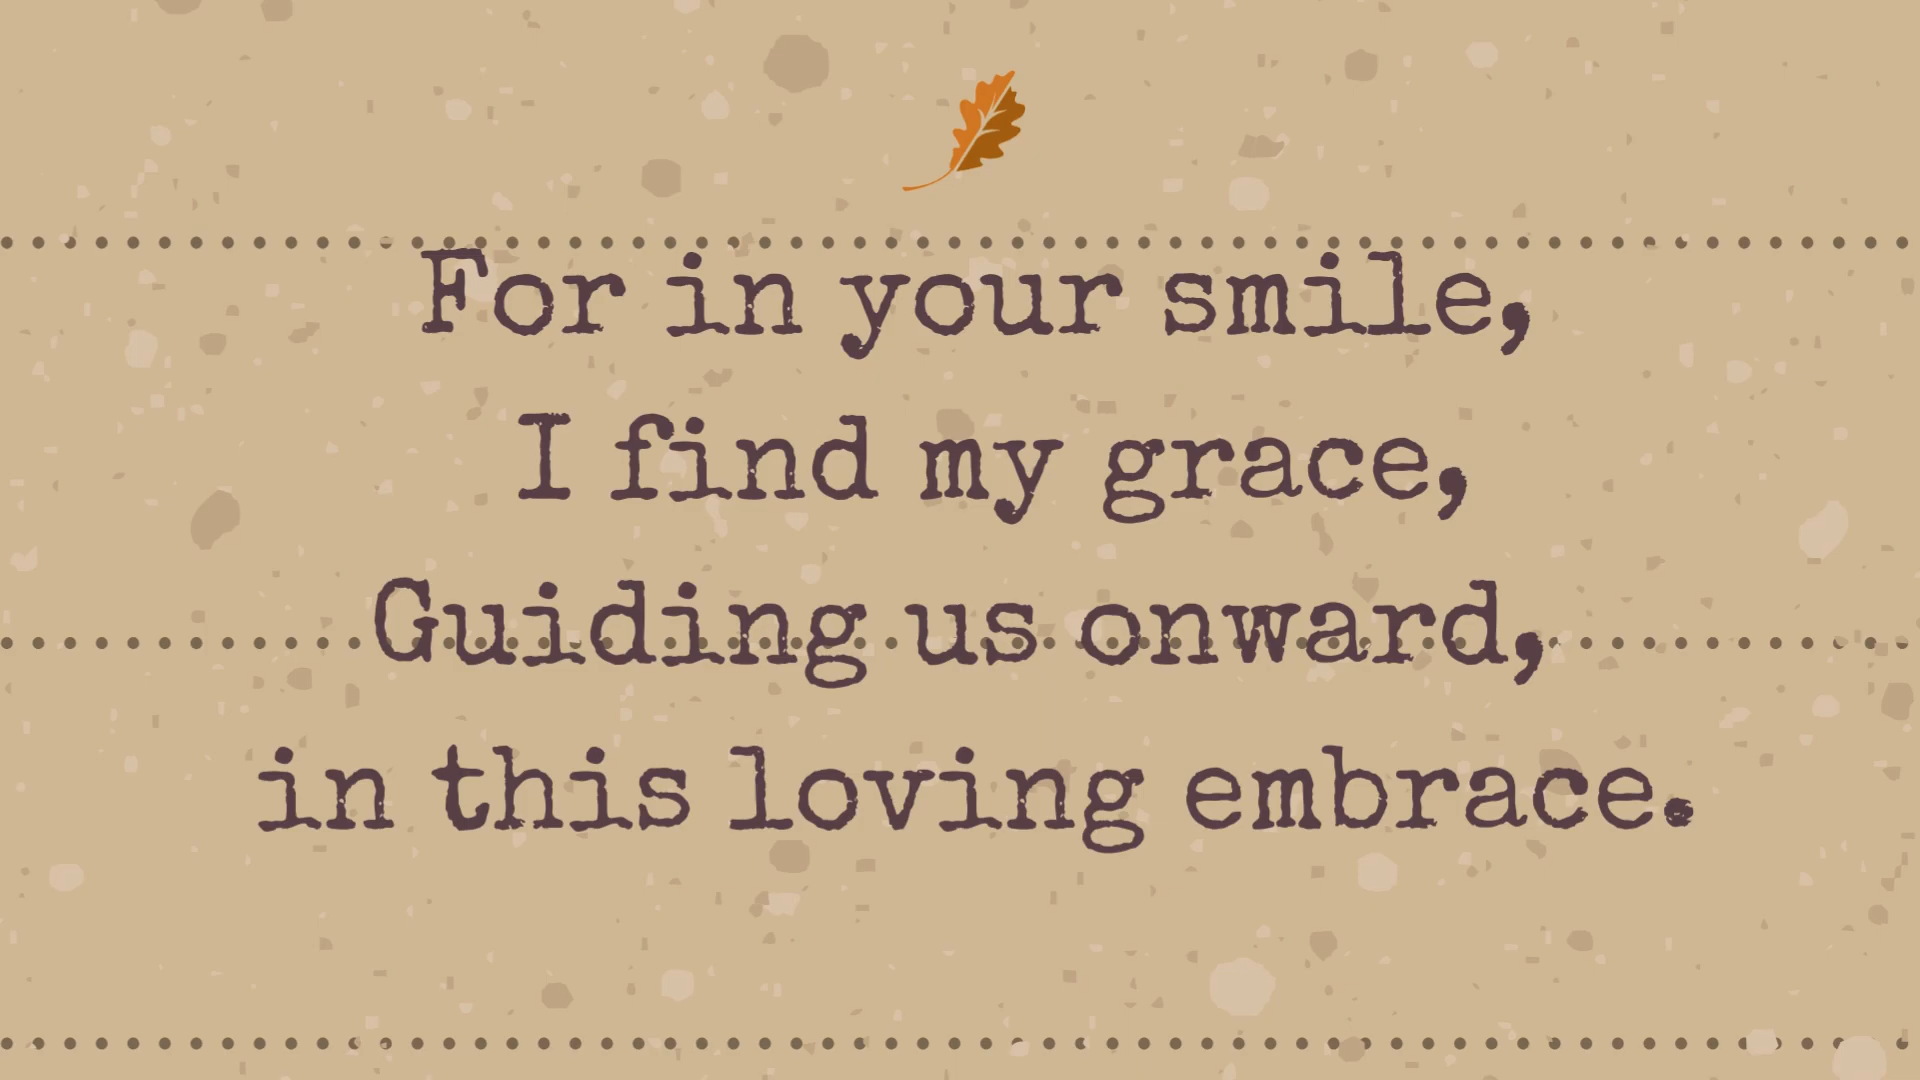 For in your smile,
I find my grace,
Guiding us onward,
in this loving embrace.